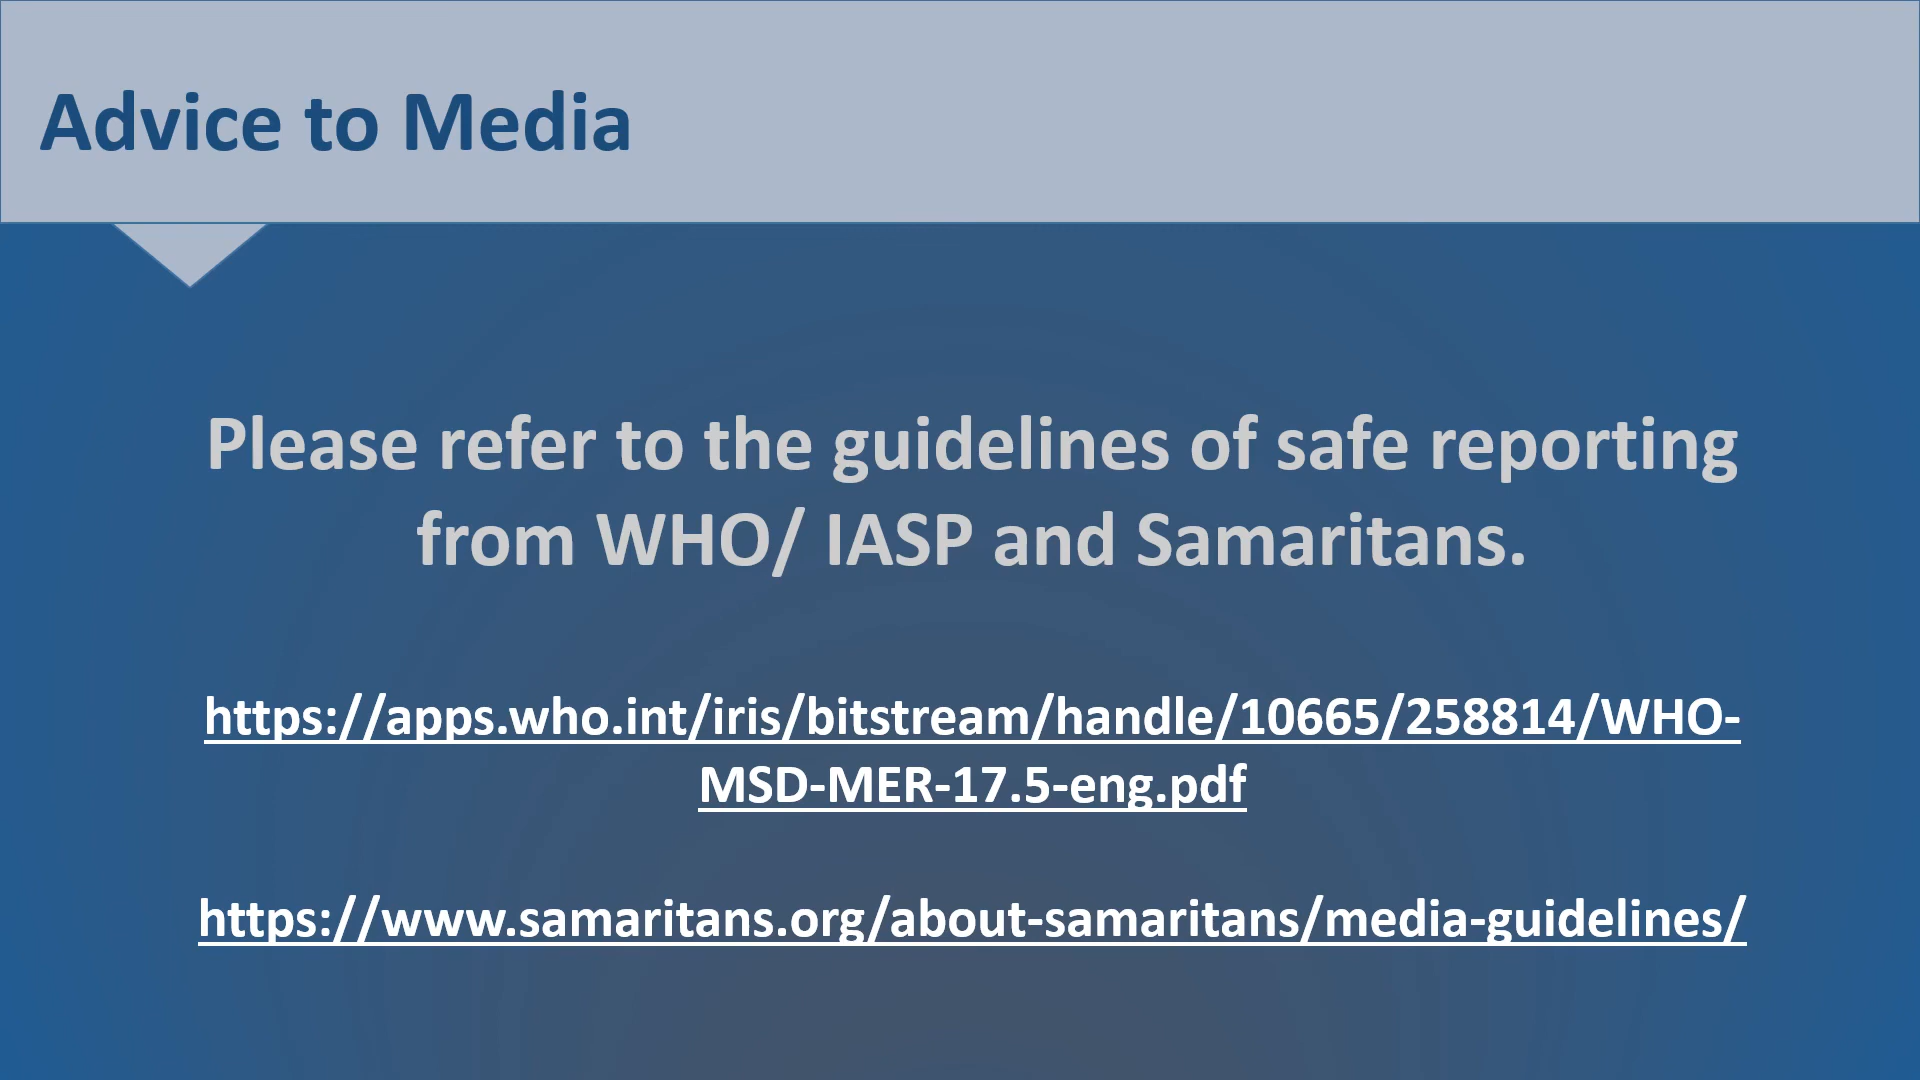 Advice to Media
Please refer to the guidelines of safe reporting
from WHO/ IASP and Samaritans.
https://apps.who.int/iris/bitstream/handle/10665/258814/WHO-
MSD-MER-17.5-eng.pdf
https://www.samaritans.org/about-samaritans/media-guidelines/